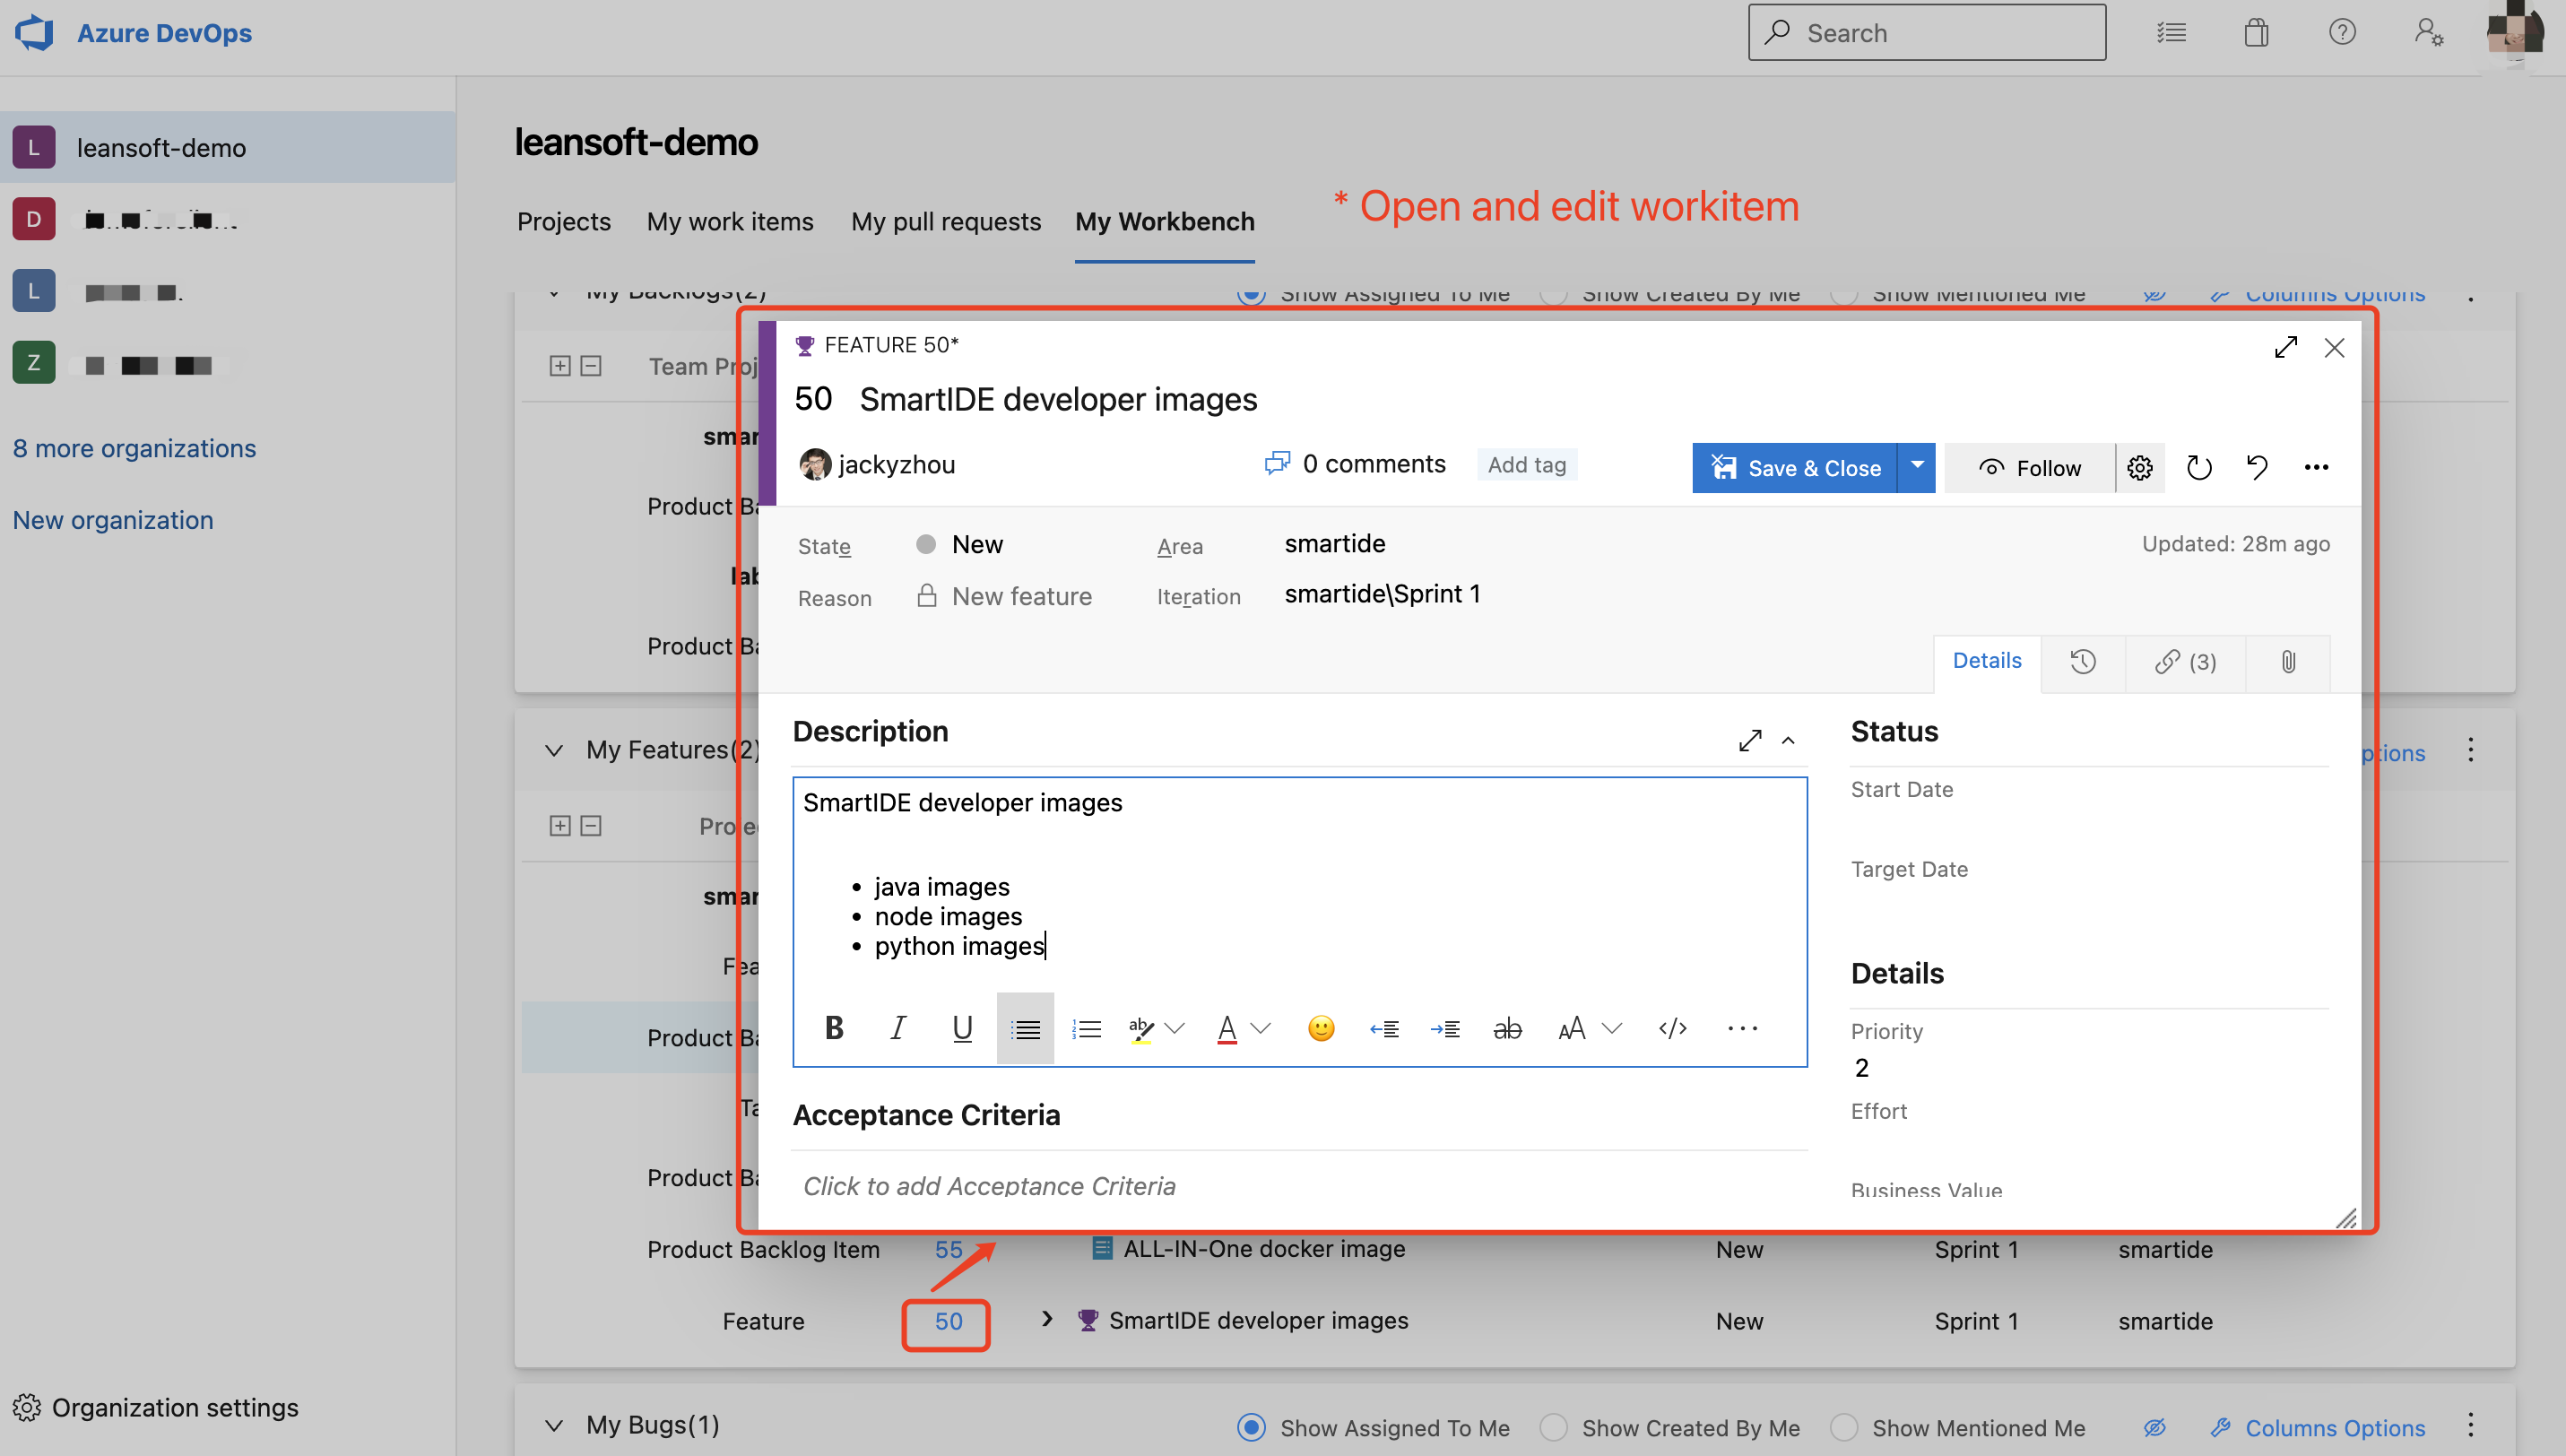 Azure DevOps
Search
L leansoft-demo
D
L
Z
8 more organizations
New organization
Organization settings
leansoft-demo
Projects My work items My pull requests My Workbench
* Open and edit workitem
My Backlogs(2) Show Assigned To Me Show Created By Me Show Mentioned Me Columns Options
Team Proj
smar
Product Ba
lab
Product Ba
My Features(2) ptions
Proje
smar
Fea
Product Ba
Ta
Product Ba
FEATURE 50*
50 SmartIDE developer images
jackyzhou 0 comments Add tag Save & Close Follow
State New Area smartide Updated: 28m ago
Reason New feature Iteration smartide\Sprint 1
Details (3)
Description
SmartIDE developer images
• java images
• node images
• python images
B I U ab A ab AA </> ...
Acceptance Criteria
Click to add Acceptance Criteria
Status
Start Date
Target Date
Details
Priority
2
Effort
Business Value
Product Backlog Item 55 ALL-IN-One docker image New Sprint 1 smartide
Feature 50 SmartIDE developer images New Sprint 1 smartide
My Bugs(1) Show Assigned To Me Show Created By Me Show Mentioned Me Columns Options